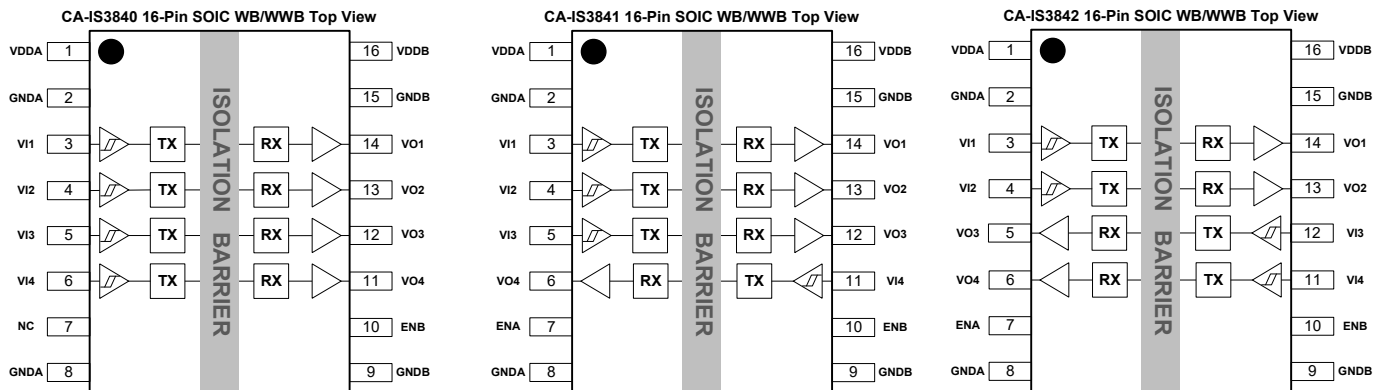 CA-IS3840 16-Pin SOIC WB/WWB Top View
VDDA 1 16 VDDB
GNDA 2 15 GNDB
VI1 3 TX RX 14 VO1
VI2 4 TX RX 13 VO2
VI3 5 TX RX 12 VO3
VI4 6 TX RX 11 VO4
NC 7 10 ENB
GNDA 8 9 GNDB
ISOLATION BARRIER
CA-IS3841 16-Pin SOIC WB/WWB Top View
VDDA 1 16 VDDB
GNDA 2 15 GNDB
VI1 3 TX RX 14 VO1
VI2 4 TX RX 13 VO2
VI3 5 TX RX 12 VO3
VO4 6 RX TX 11 VI4
ENA 7 10 ENB
GNDA 8 9 GNDB
ISOLATION BARRIER
CA-IS3842 16-Pin SOIC WB/WWB Top View
VDDA 1 16 VDDB
GNDA 2 15 GNDB
VI1 3 TX RX 14 VO1
VI2 4 TX RX 13 VO2
VO3 5 RX TX 12 VI3
VO4 6 RX TX 11 VI4
ENA 7 10 ENB
GNDA 8 9 GNDB
ISOLATION BARRIER